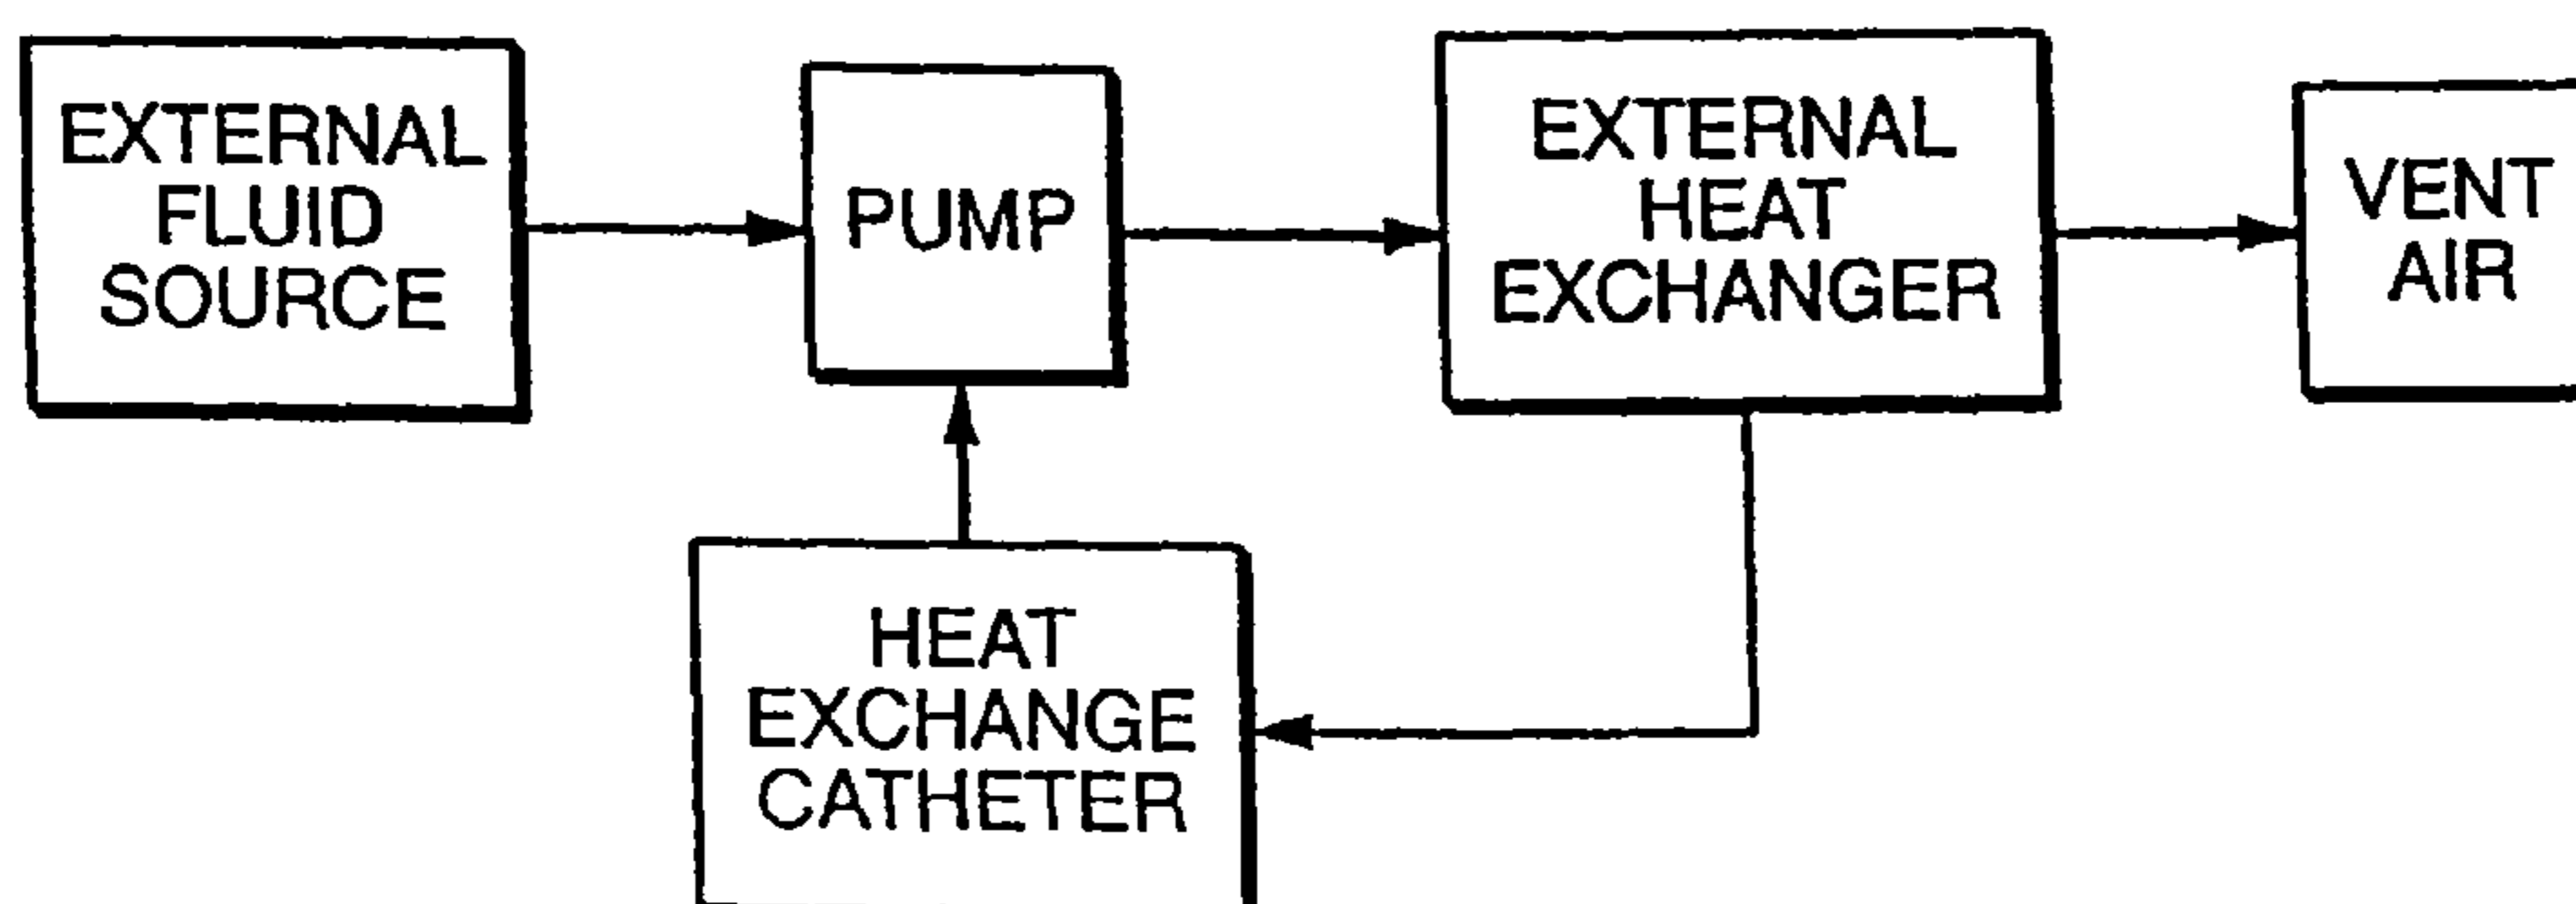 EXTERNAL
FLUID
SOURCE
PUMP
EXTERNAL
HEAT
EXCHANGER
VENT
AIR
HEAT
EXCHANGE
CATHETER